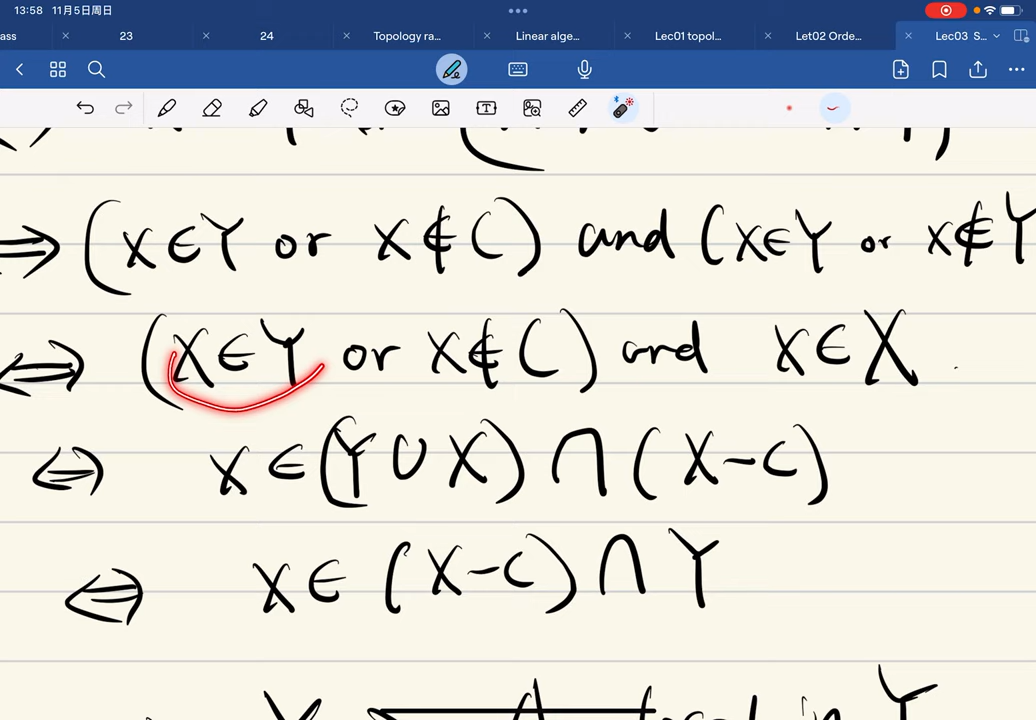 13:58 11月5日周日
ass 23 24 Topology ra... Linear alge... Lec01 topol... Let02 Orde... Lec03 S...
⇒ (x∈Y or x∉C) and (x∈Y or x∉Y
⇔ (x∈Y or x∉C) and x∈X.
⇔ x∈(Y∪X)∩(X-C)
⇔ x∈(X-C)∩Y
in Y